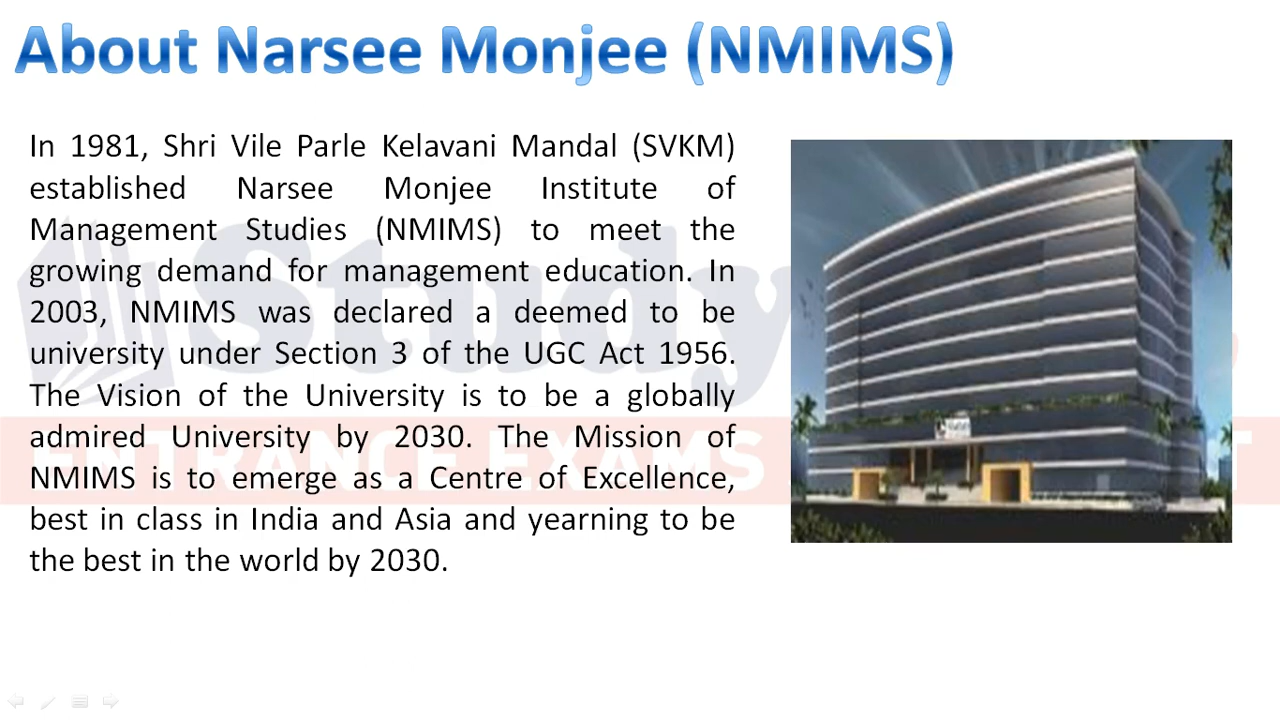 About Narsee Monjee (NMIMS)
In 1981, Shri Vile Parle Kelavani Mandal (SVKM)
established Narsee Monjee Institute of
Management Studies (NMIMS) to meet the
growing demand for management education. In
2003, NMIMS was declared a deemed to be
university under Section 3 of the UGC Act 1956.
The Vision of the University is to be a globally
admired University by 2030. The Mission of
NMIMS is to emerge as a Centre of Excellence,
best in class in India and Asia and yearning to be
the best in the world by 2030.
Study
ENTRANCE EXAMS